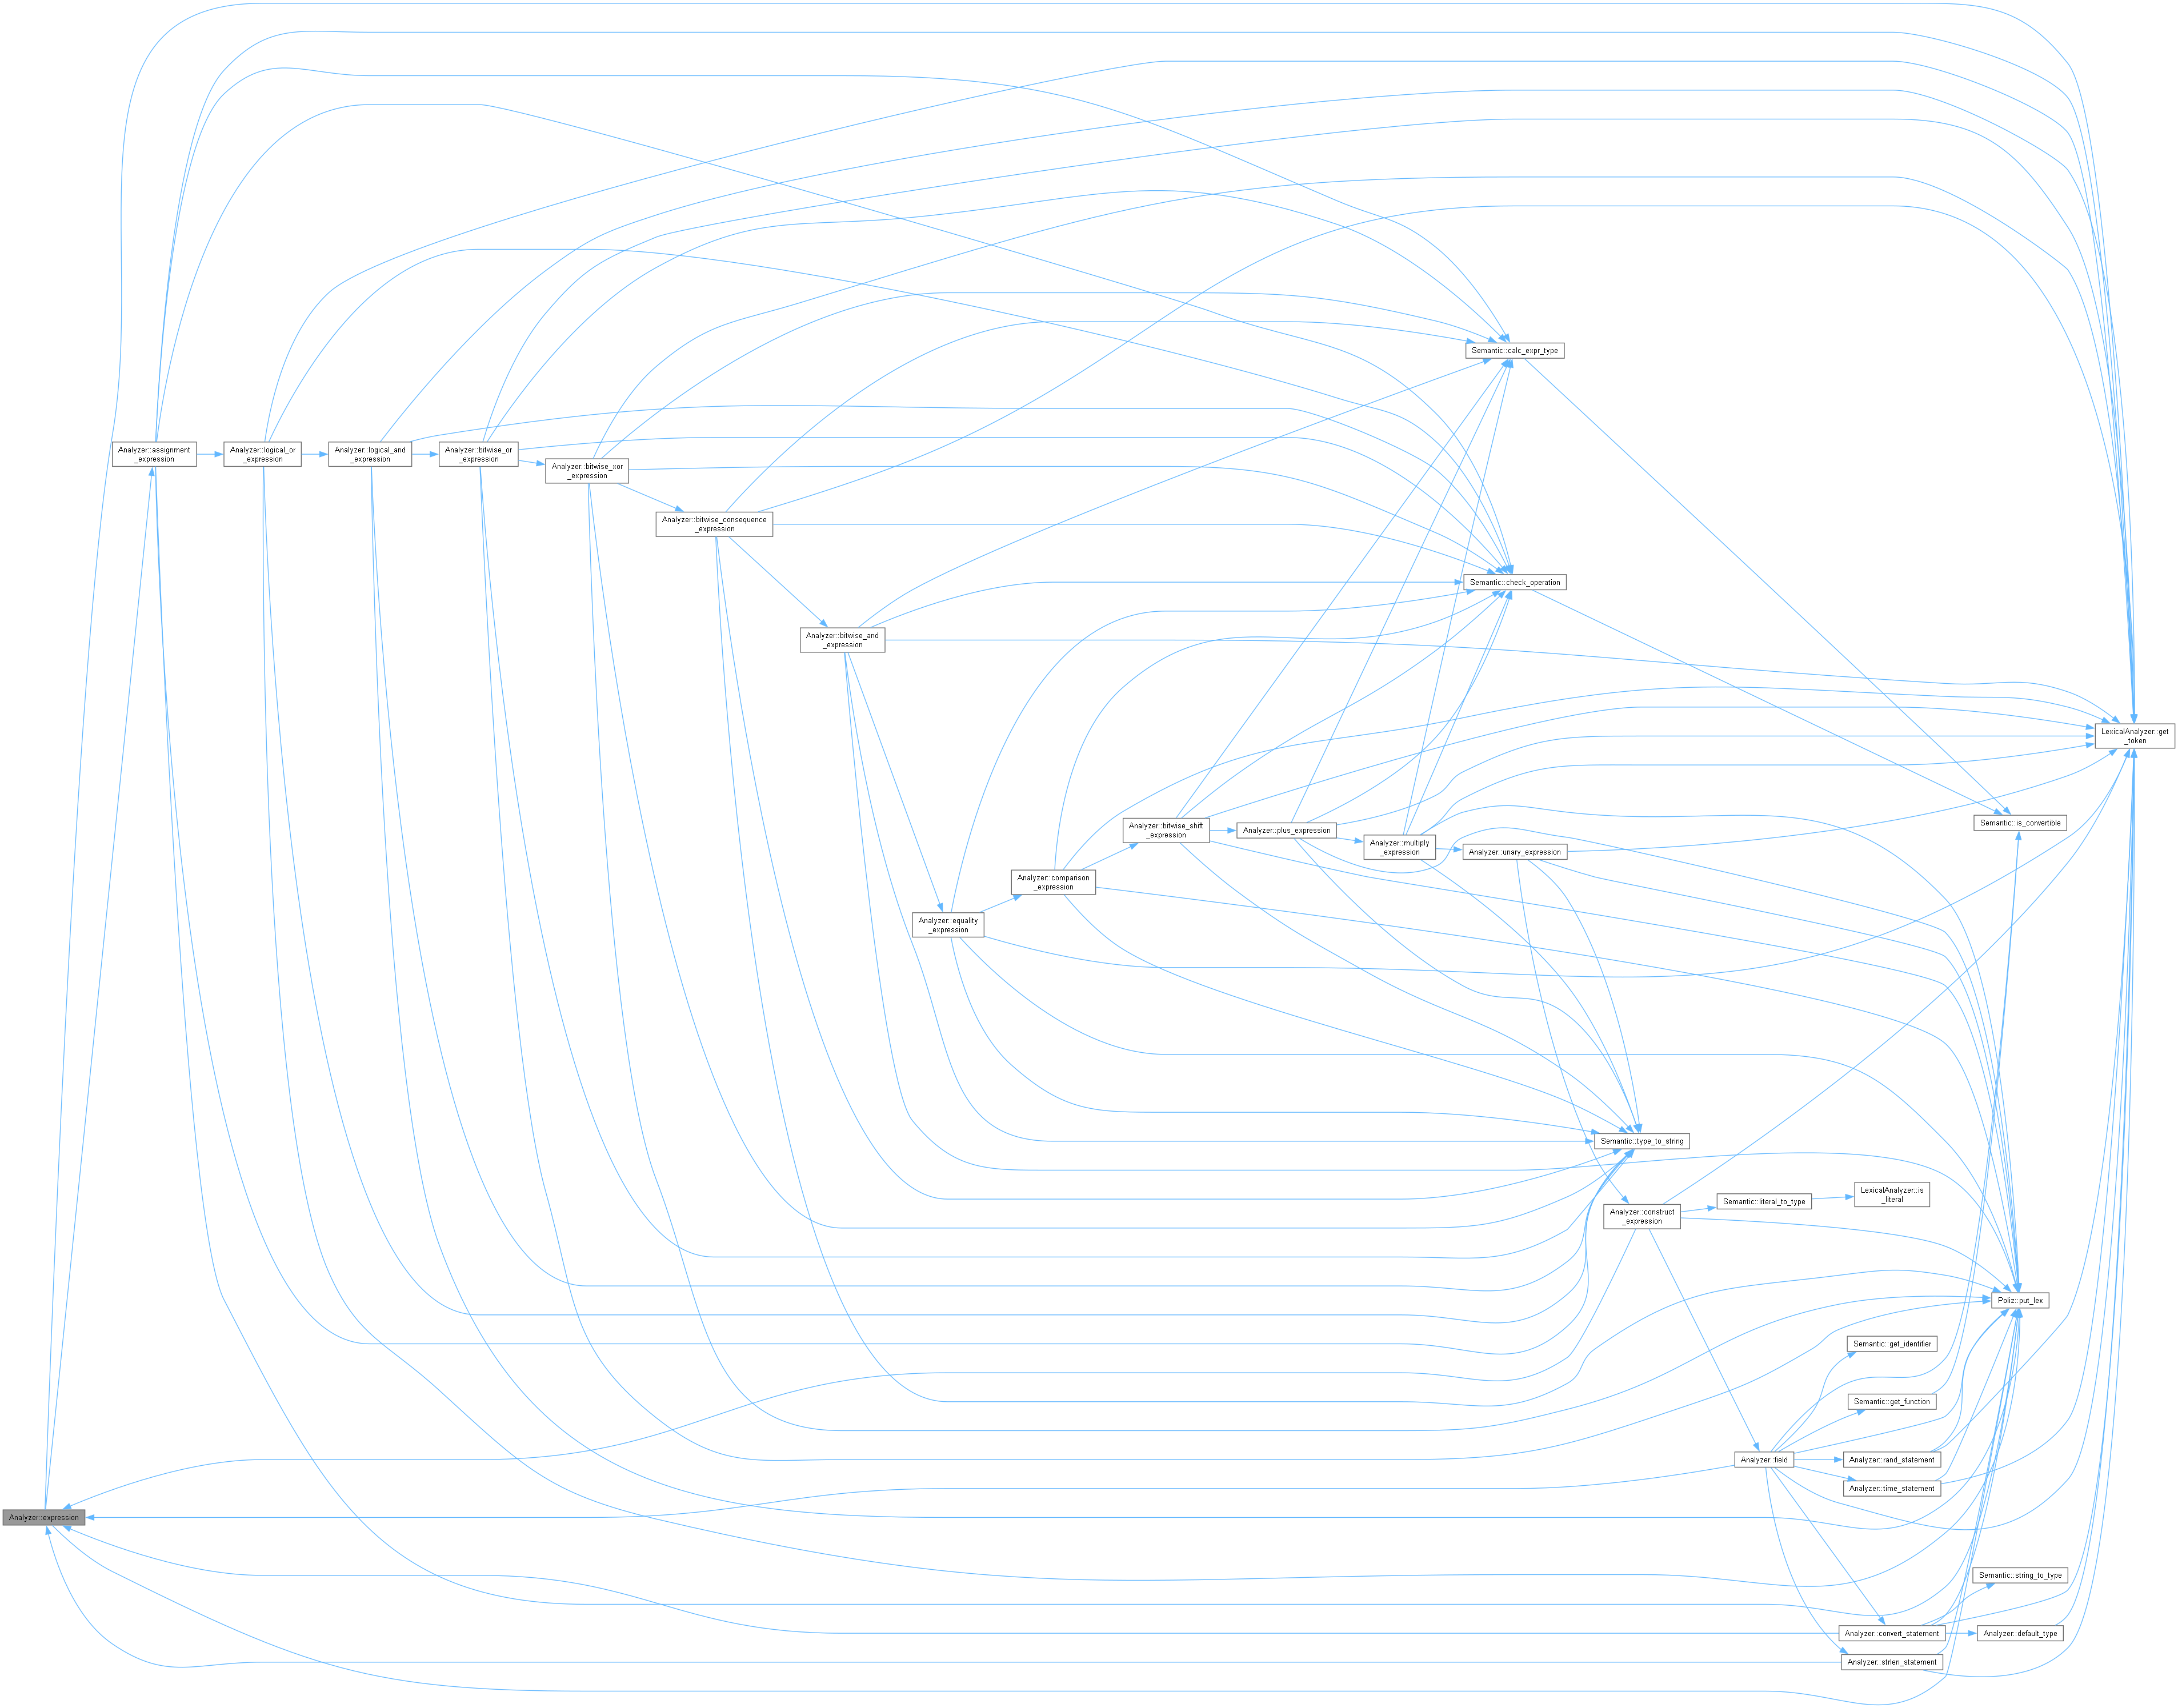 Semantic::calc_expr_type
Analyzer::assignment
_expression
Analyzer::logical_or
_expression
Analyzer::logical_and
_expression
Analyzer::bitwise_or
_expression
Analyzer::bitwise_xor
_expression
Analyzer::bitwise_consequence
_expression
Semantic::check_operation
Analyzer::bitwise_and
_expression
LexicalAnalyzer::get
_token
Semantic::is_convertible
Analyzer::bitwise_shift
_expression
Analyzer::plus_expression
Analyzer::multiply
_expression
Analyzer::unary_expression
Analyzer::comparison
_expression
Analyzer::equality
_expression
Semantic::type_to_string
LexicalAnalyzer::is
_literal
Semantic::literal_to_type
Analyzer::construct
_expression
Poliz::put_lex
Semantic::get_identifier
Semantic::get_function
Analyzer::field
Analyzer::rand_statement
Analyzer::time_statement
Analyzer::expression
Semantic::string_to_type
Analyzer::convert_statement
Analyzer::default_type
Analyzer::strlen_statement